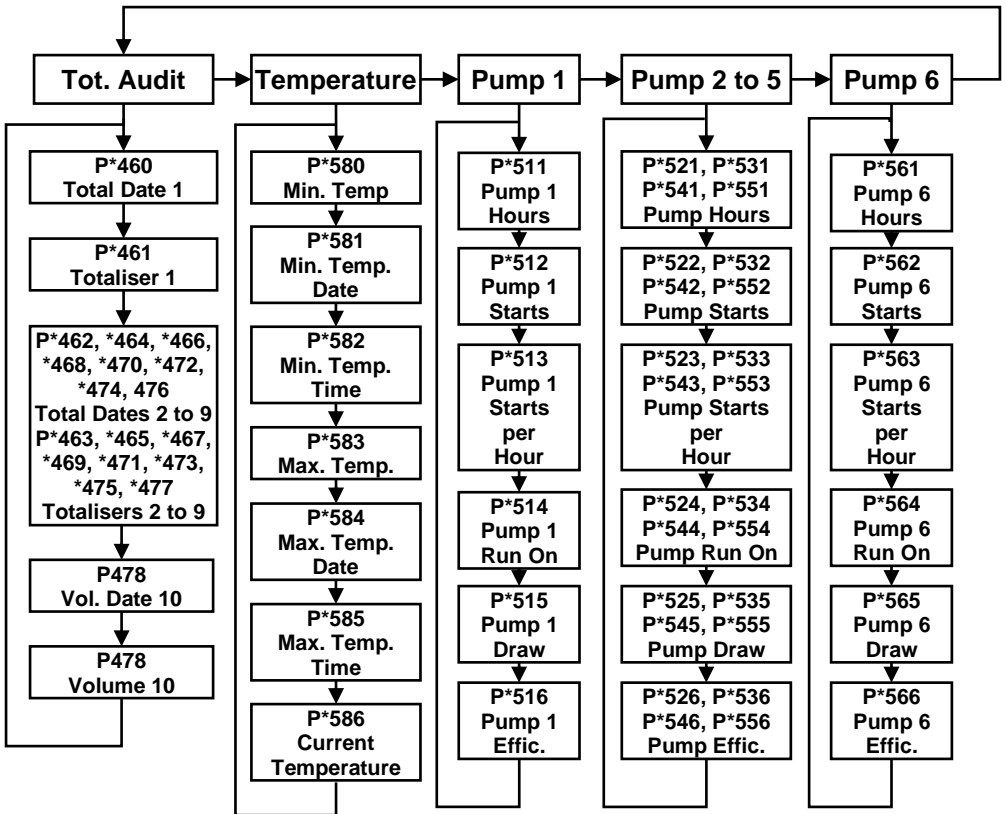 Tot. Audit
Temperature
Pump 1
Pump 2 to 5
Pump 6
P*460
Total Date 1
P*461
Totaliser 1
P*462, *464, *466,
*468, *470, *472,
*474, 476
Total Dates 2 to 9
P*463, *465, *467,
*469, *471, *473,
*475, *477
Totalisers 2 to 9
P478
Vol. Date 10
P478
Volume 10
P*580
Min. Temp
P*581
Min. Temp.
Date
P*582
Min. Temp.
Time
P*583
Max. Temp.
P*584
Max. Temp.
Date
P*585
Max. Temp.
Time
P*586
Current
Temperature
P*511
Pump 1
Hours
P*512
Pump 1
Starts
P*513
Pump 1
Starts
per
Hour
P*514
Pump 1
Run On
P*515
Pump 1
Draw
P*516
Pump 1
Effic.
P*521, P*531
P*541, P*551
Pump Hours
P*522, P*532
P*542, P*552
Pump Starts
P*523, P*533
P*543, P*553
Pump Starts
per
Hour
P*524, P*534
P*544, P*554
Pump Run On
P*525, P*535
P*545, P*555
Pump Draw
P*526, P*536
P*546, P*556
Pump Effic.
P*561
Pump 6
Hours
P*562
Pump 6
Starts
P*563
Pump 6
Starts
per
Hour
P*564
Pump 6
Run On
P*565
Pump 6
Draw
P*566
Pump 6
Effic.